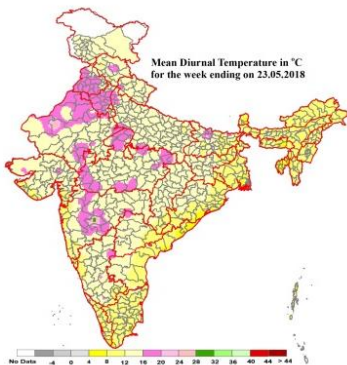 Mean Diurnal Temperature in °C
for the week ending on 23.05.2018
No Data -4 0 4 8 12 16 20 24 28 32 36 40 44 > 44